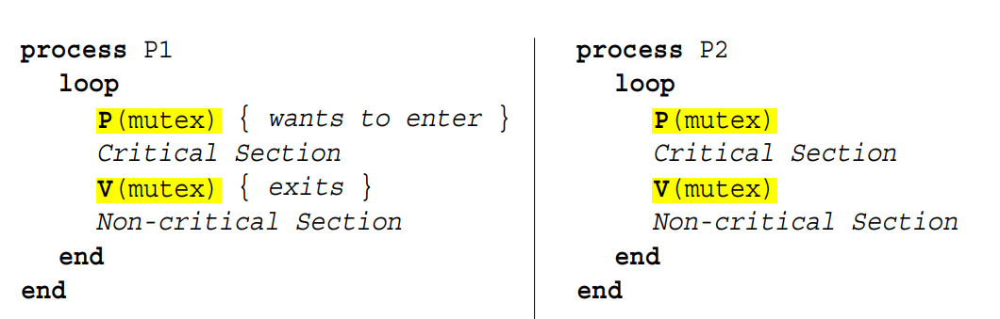 process P1
loop
P(mutex) { wants to enter }
Critical Section
V(mutex) { exits }
Non-critical Section
end
end
process P2
loop
P(mutex)
Critical Section
V(mutex)
Non-critical Section
end
end